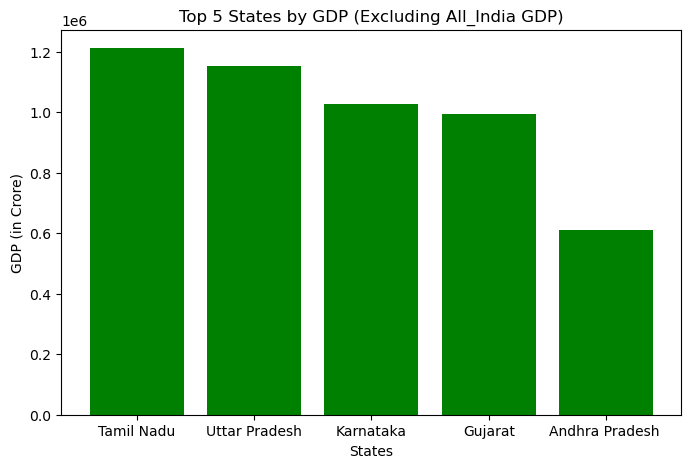 Top 5 States by GDP (Excluding All_India GDP)
1e6
1.2
1.0
0.8
0.6
0.4
0.2
0.0
GDP (in Crore)
Tamil Nadu Uttar Pradesh Karnataka Gujarat Andhra Pradesh
States